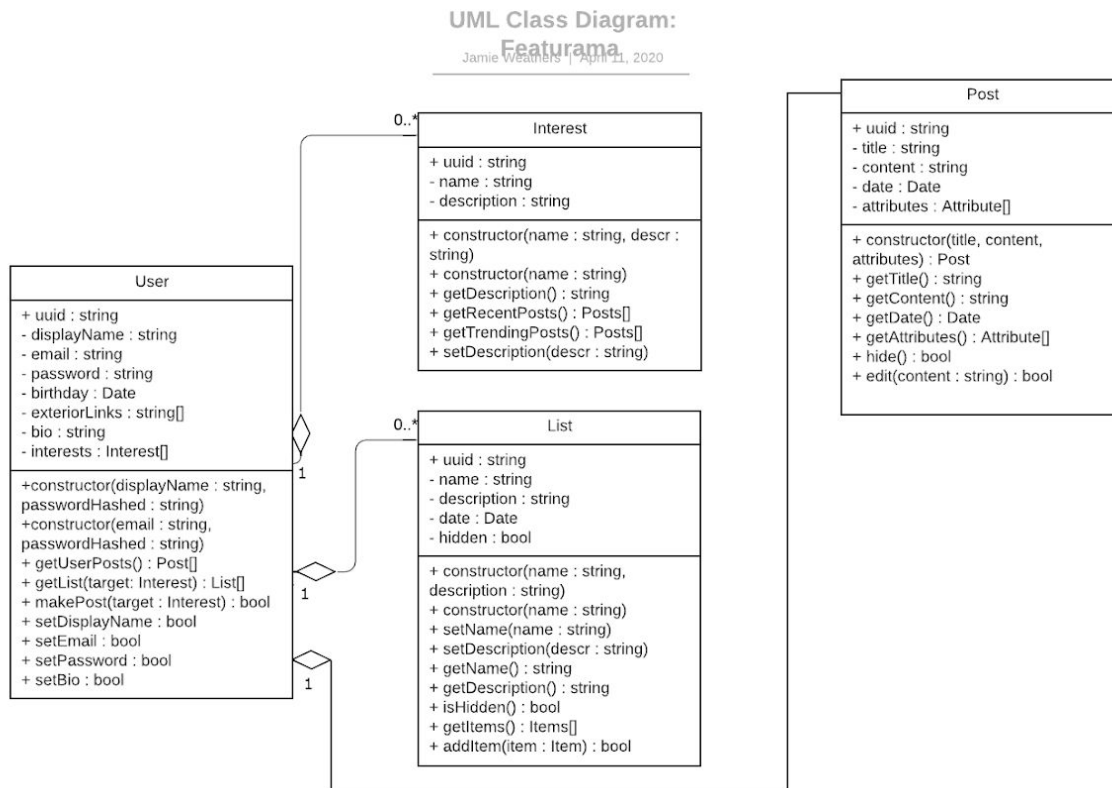 UML Class Diagram:
Featurama
Jamie Weathers | April 11, 2020
0..*
Interest
+ uuid : string
- name : string
- description : string
+ constructor(name : string, descr :
string)
+ constructor(name : string)
+ getDescription() : string
+ getRecentPosts() : Posts[]
+ getTrendingPosts() : Posts[]
+ setDescription(descr : string)
Post
+ uuid : string
- title : string
- content : string
- date : Date
- attributes : Attribute[]
+ constructor(title, content,
attributes) : Post
+ getTitle() : string
+ getContent() : string
+ getDate() : Date
+ getAttributes() : Attribute[]
+ hide() : bool
+ edit(content : string) : bool
User
+ uuid : string
- displayName : string
- email : string
- password : string
- birthday : Date
- exteriorLinks : string[]
- bio : string
- interests : Interest[]
+constructor(displayName : string,
passwordHashed : string)
+constructor(email : string,
passwordHashed : string)
+ getUserPosts() : Post[]
+ getList(target: Interest) : List[]
+ makePost(target : Interest) : bool
+ setDisplayName : bool
+ setEmail : bool
+ setPassword : bool
+ setBio : bool
1
1
1
0..*
List
+ uuid : string
- name : string
- description : string
- date : Date
- hidden : bool
+ constructor(name : string,
description : string)
+ constructor(name : string)
+ setName(name : string)
+ setDescription(descr : string)
+ getName() : string
+ getDescription() : string
+ isHidden() : bool
+ getItems() : Items[]
+ addItem(item : Item) : bool